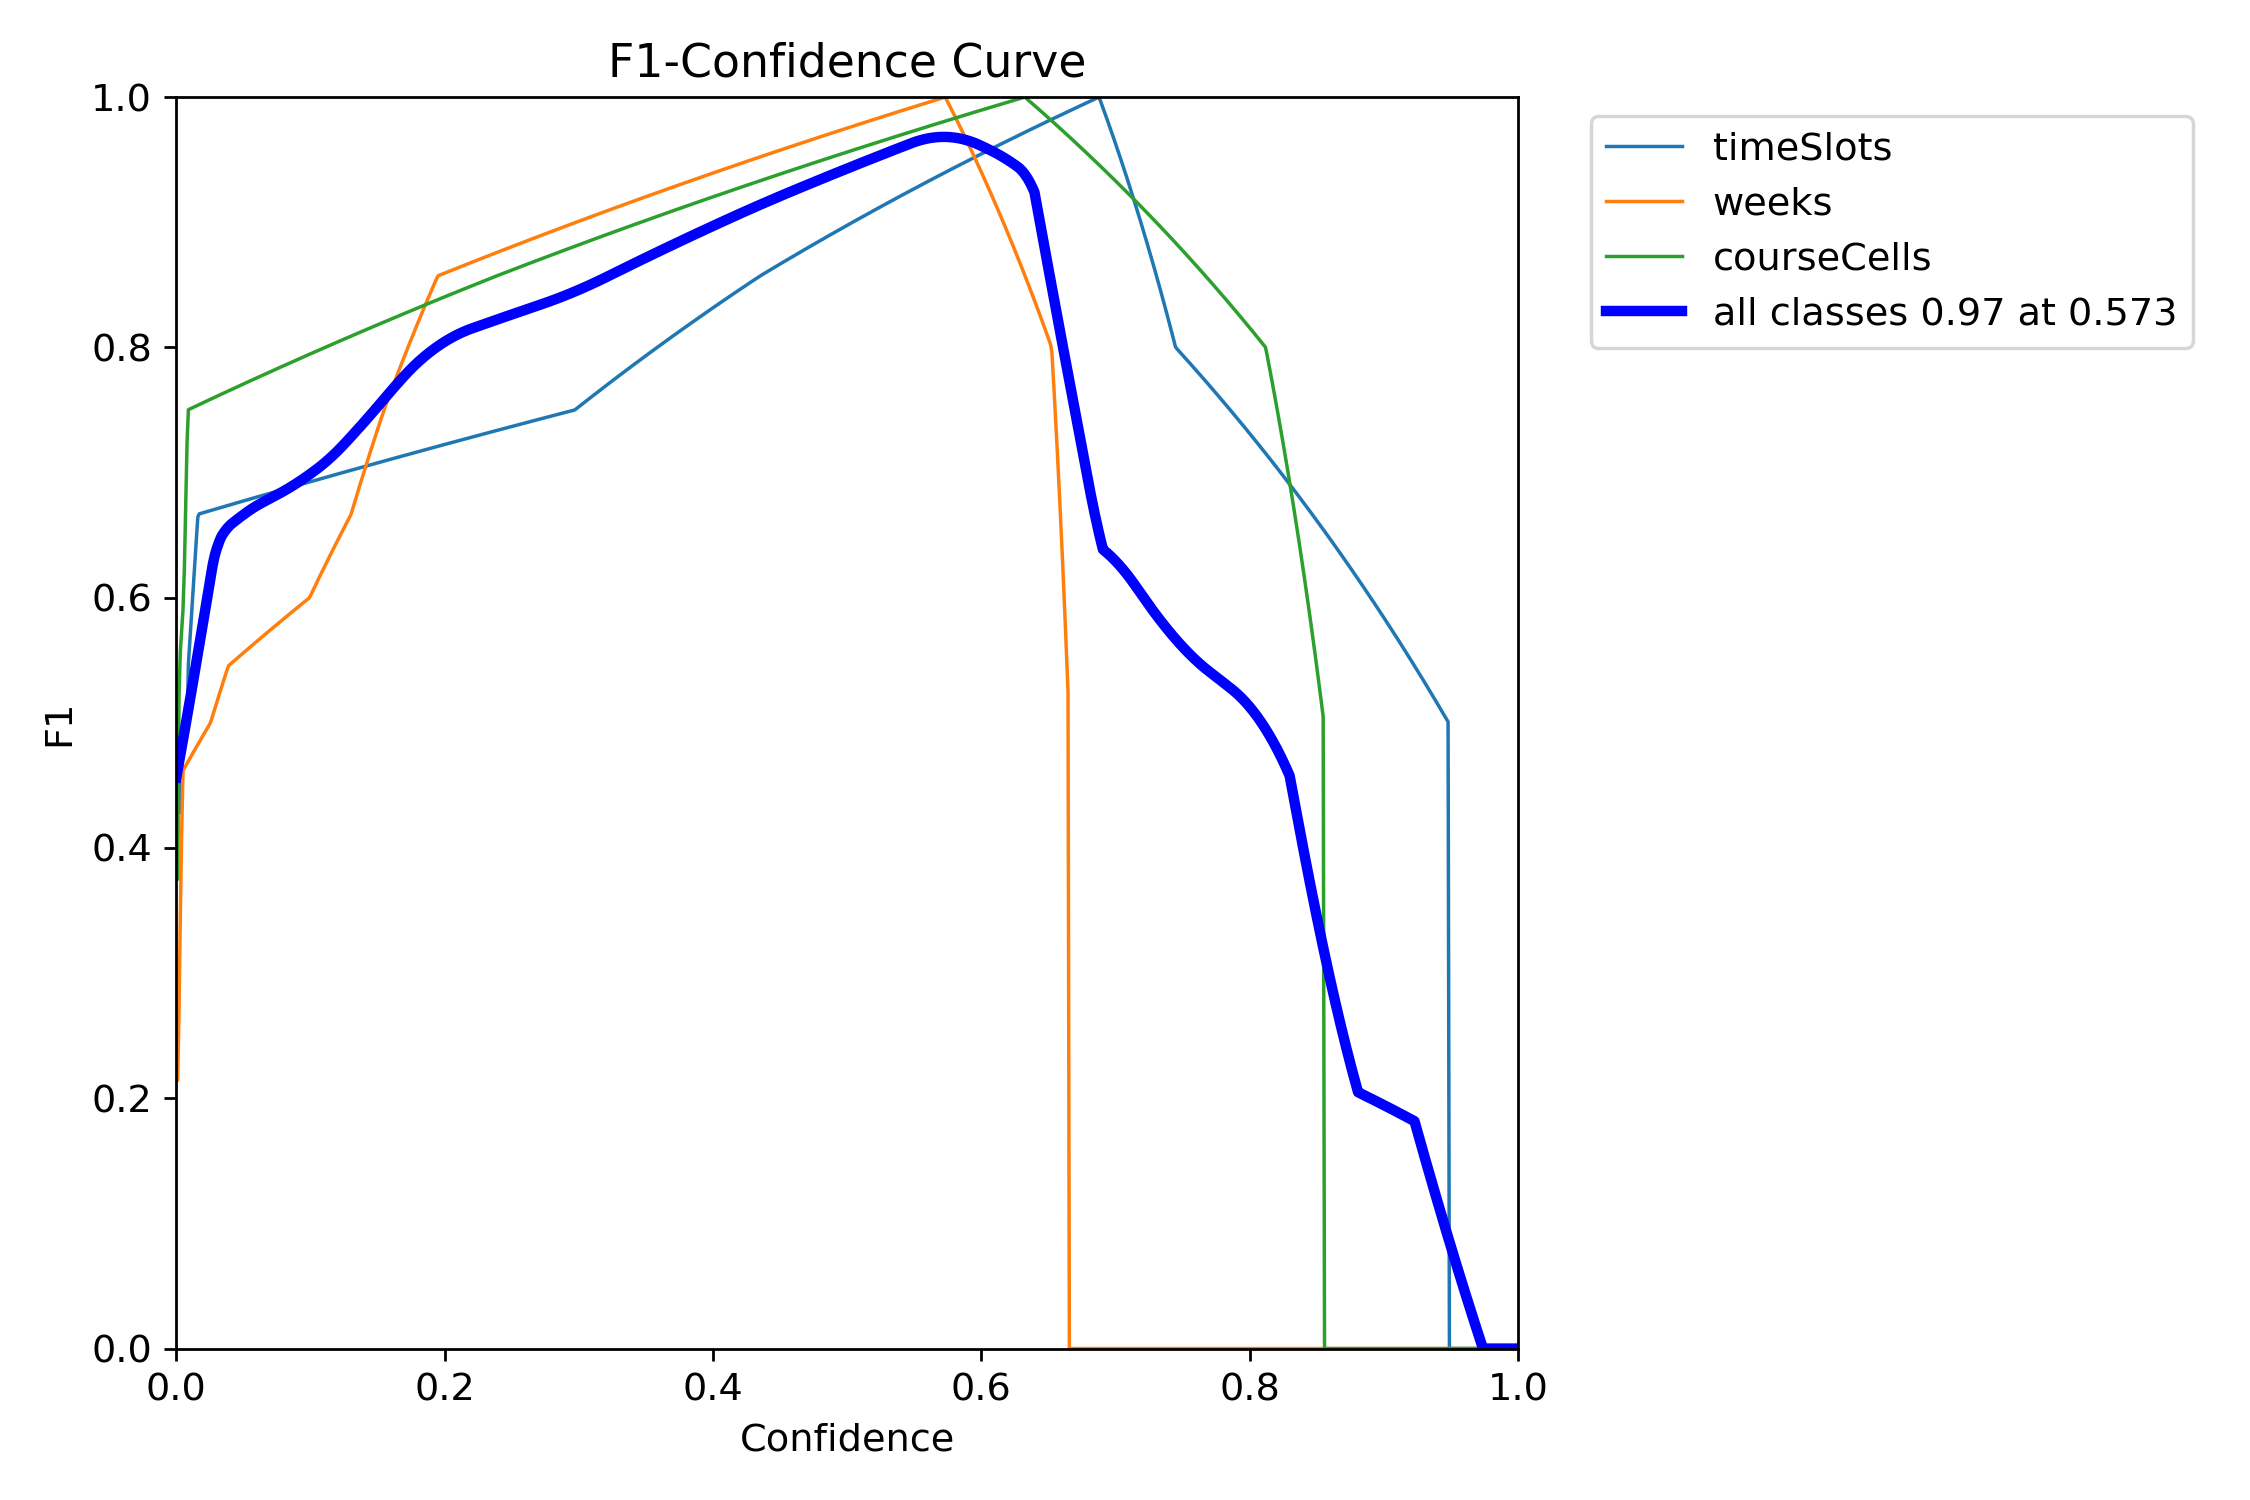 F1-Confidence Curve
1.0
0.8
0.6
0.4
0.2
0.0
F1
0.0 0.2 0.4 0.6 0.8 1.0
Confidence
timeSlots
weeks
courseCells
all classes 0.97 at 0.573